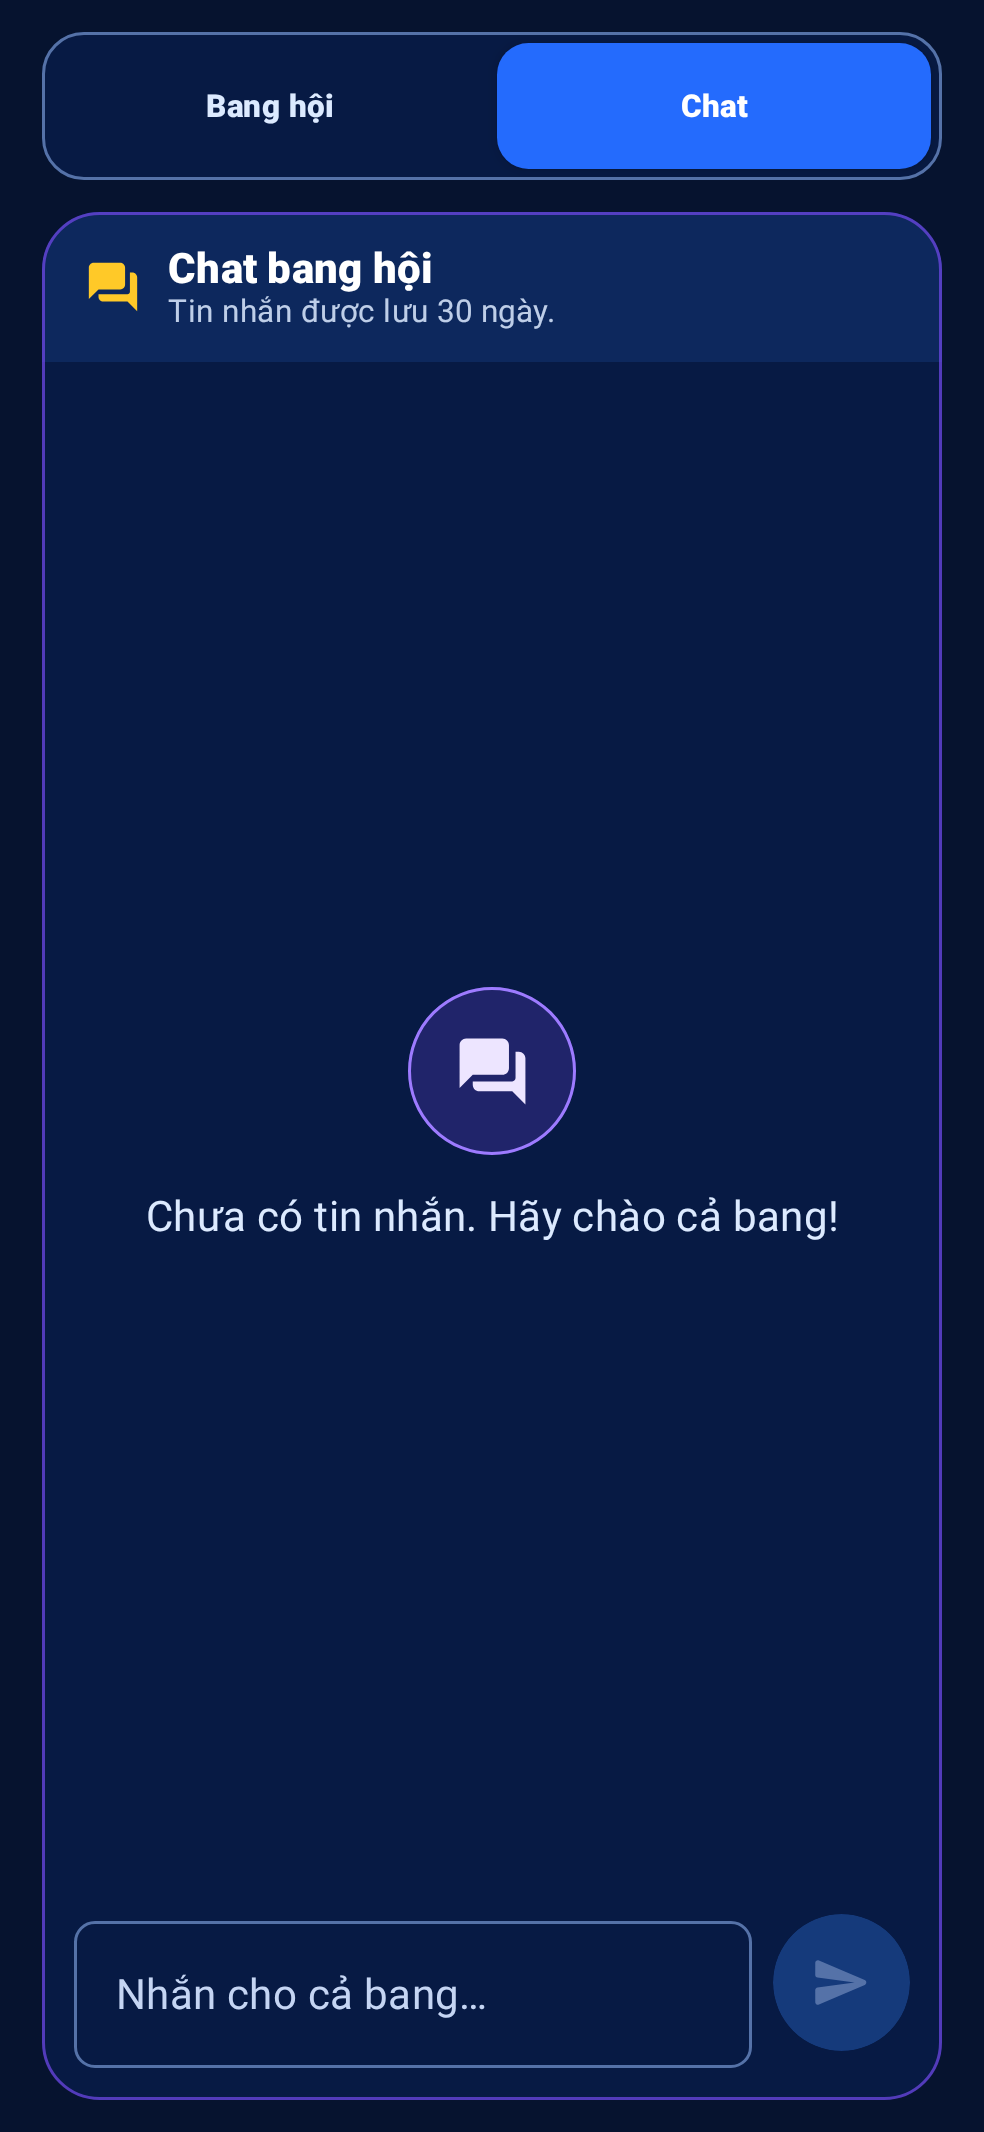 Bang hội
Chat
Chat bang hội
Tin nhắn được lưu 30 ngày.
Chưa có tin nhắn. Hãy chào cả bang!
Nhắn cho cả bang…